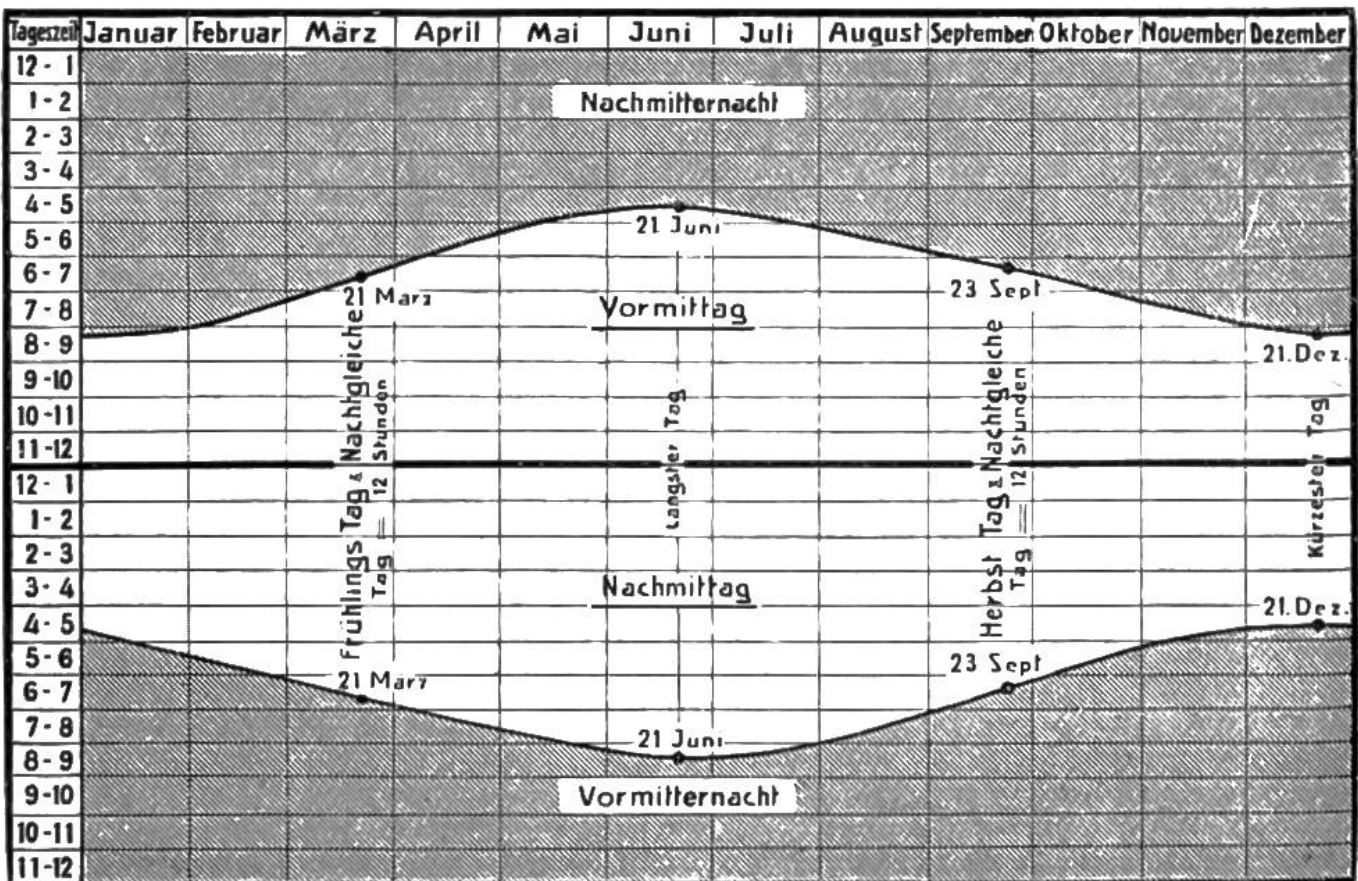 Tageszeit Januar Februar März April Mai Juni Juli August September Oktober November Dezember
12 - 1
1 - 2
Nachmitternacht
2 - 3
3 - 4
4 - 5
21 Juni
5 - 6
6 - 7
21 März
23 Sept
7 - 8
Vormittag
8 - 9
21. Dez.
9 - 10
10 - 11
11 - 12
Frühlings Tag & Nachtgleiche
Tag = 12 Stunden
Längster Tag
Herbst Tag & Nachtgleiche
Tag = 12 Stunden
Kürzester Tag
12 - 1
1 - 2
2 - 3
3 - 4
Nachmittag
4 - 5
21. Dez.
5 - 6
23 Sept
6 - 7
21 März
7 - 8
21 Juni
8 - 9
9 - 10
Vormitternacht
10 - 11
11 - 12